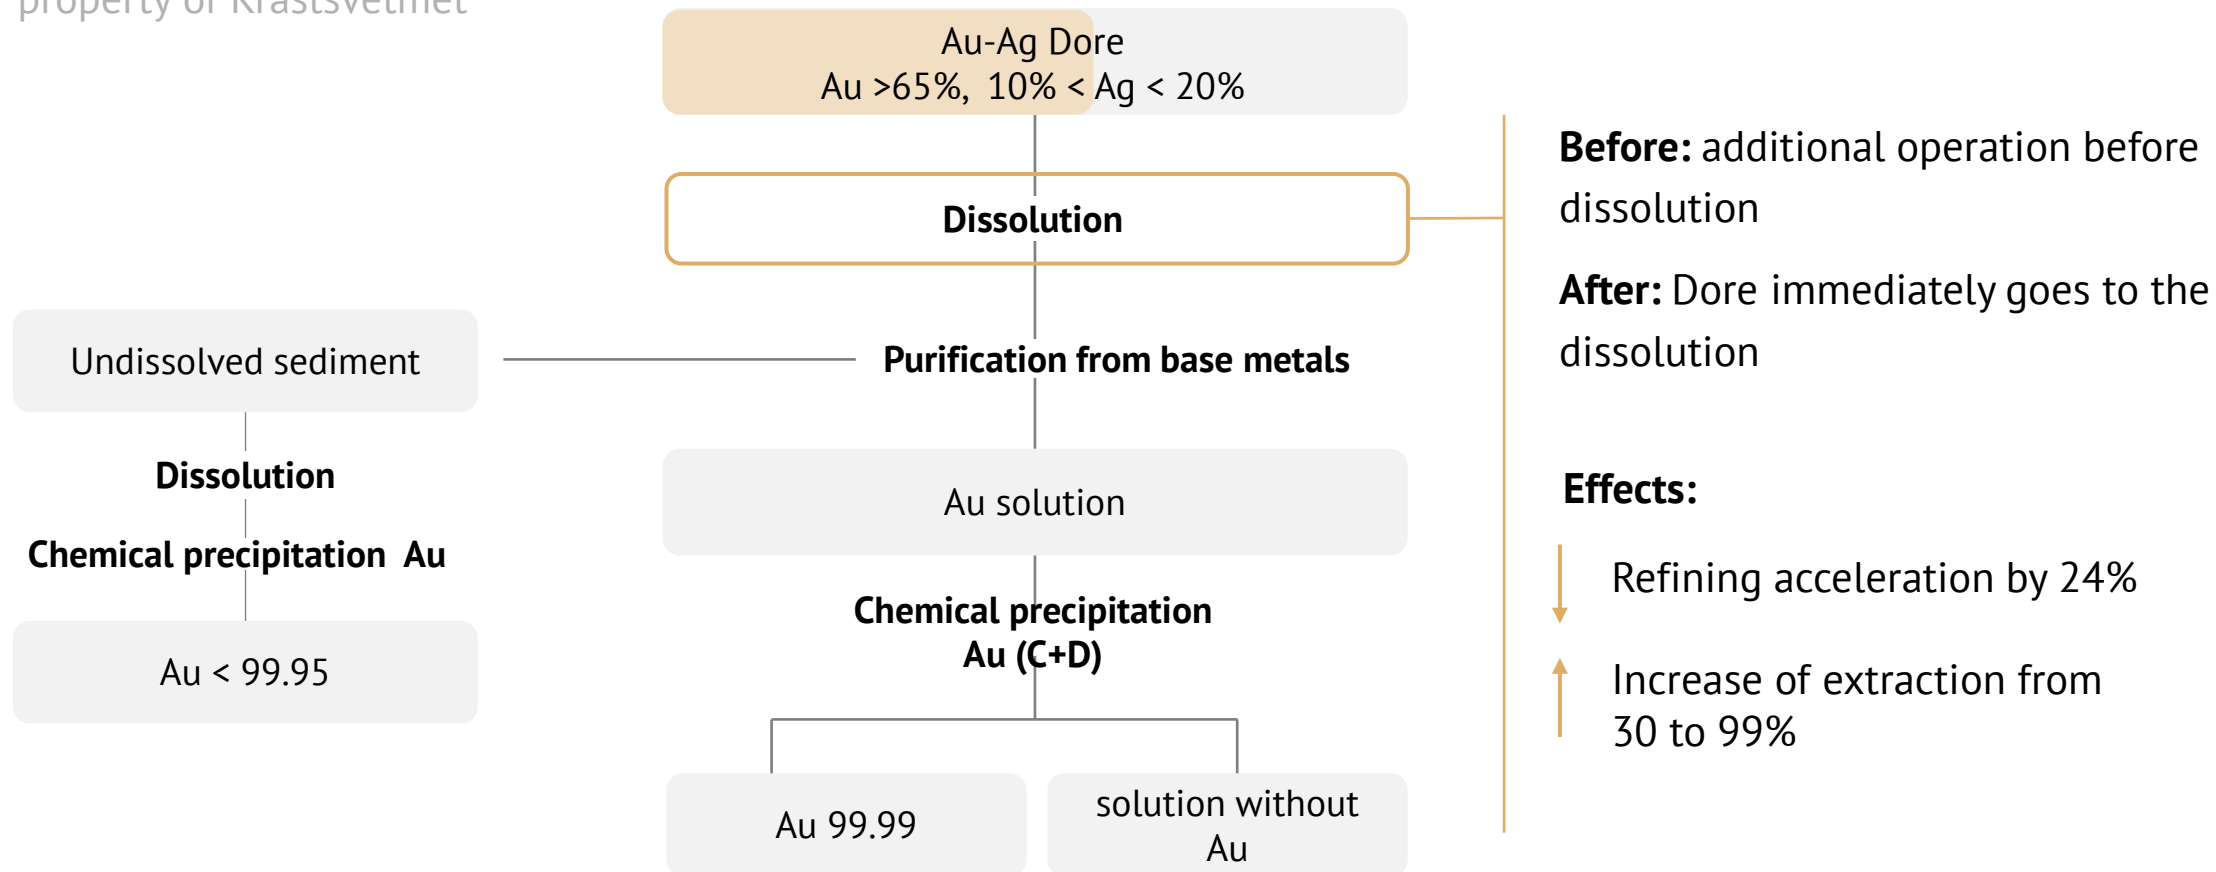 property of Krastsvetmet
Au-Ag Dore
Au >65%, 10% < Ag < 20%
Dissolution
Purification from base metals
Undissolved sediment
Dissolution
Chemical precipitation Au
Au < 99.95
Au solution
Chemical precipitation
Au (C+D)
Au 99.99
solution without
Au
Before: additional operation before
dissolution
After: Dore immediately goes to the
dissolution
Effects:
Refining acceleration by 24%
Increase of extraction from
30 to 99%